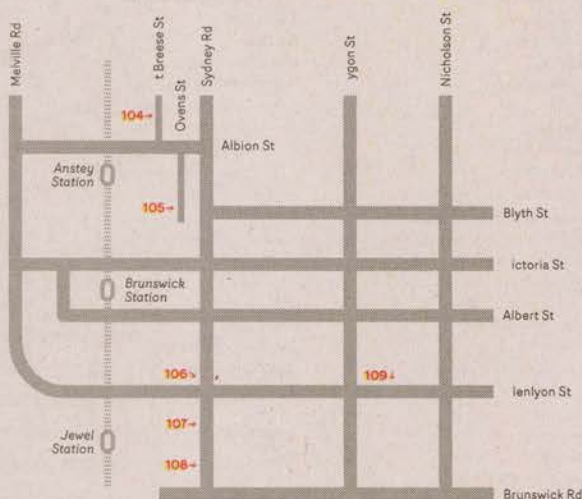 Melville Rd
t Breese St
Ovens St
Sydney Rd
ygon St
Nicholson St
104→
Albion St
Anstey
Station
105→
Blyth St
ictoria St
Brunswick
Station
Albert St
106↘
109↓
lenlyon St
107→
Jewel
Station
108→
Brunswick Rd